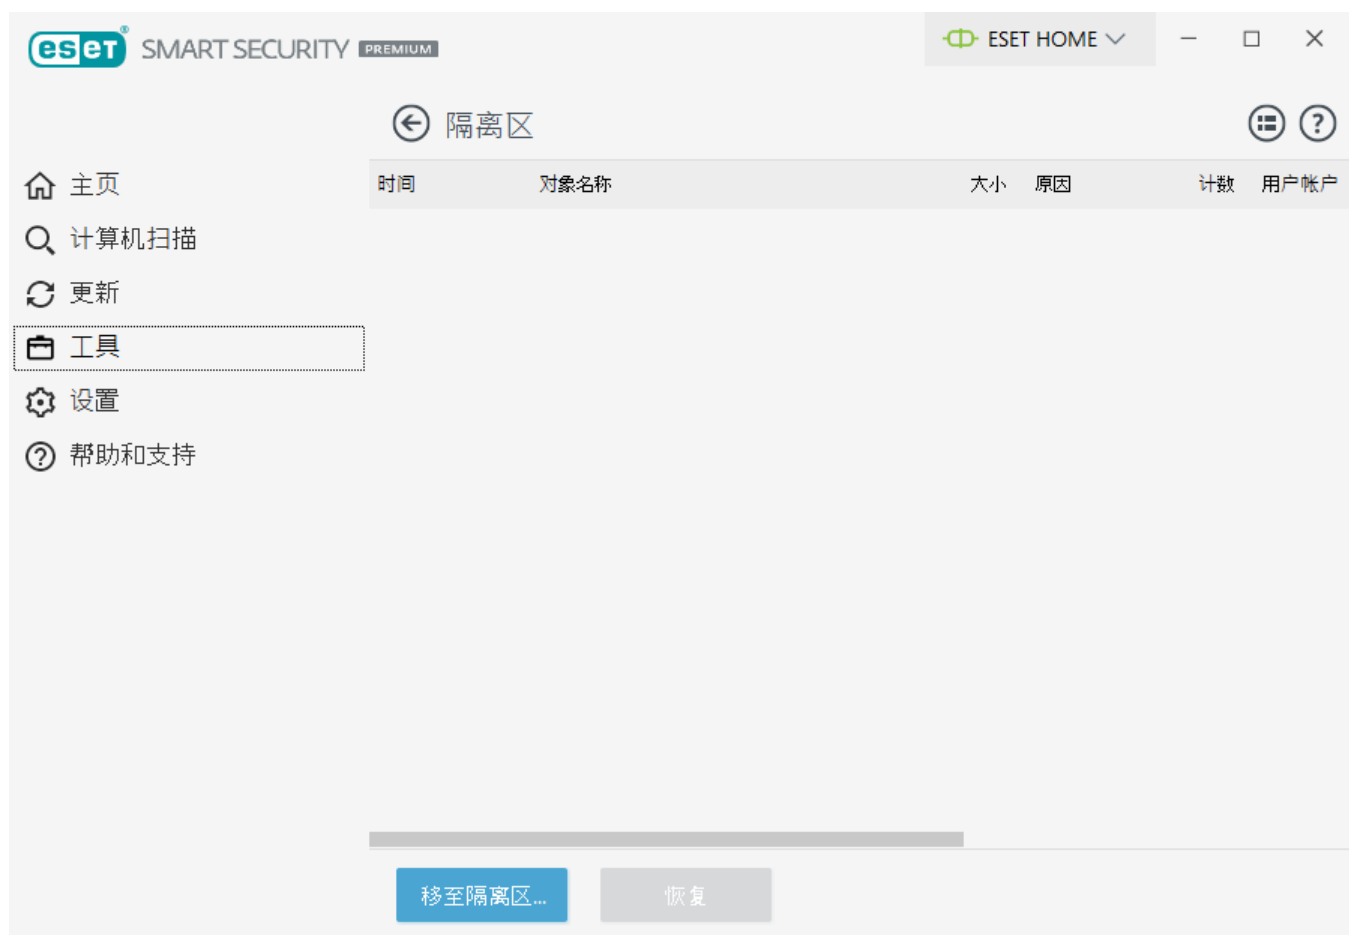 eset® SMART SECURITY PREMIUM
ESET HOME
隔离区
主页
计算机扫描
更新
工具
设置
帮助和支持
时间 对象名称 大小 原因 计数 用户帐户
移至隔离区... 恢复